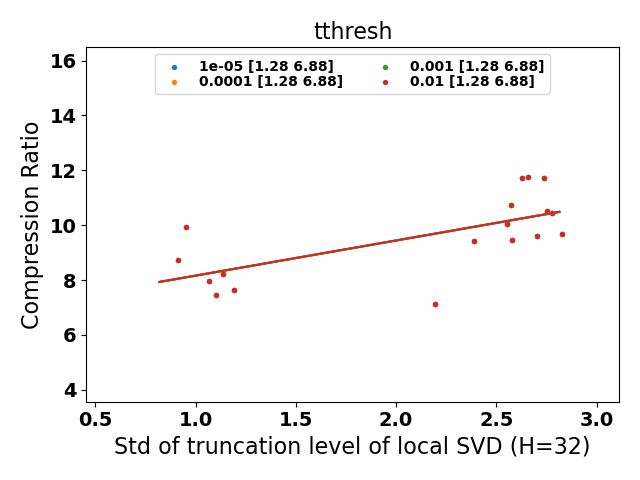 tthresh
1e-05 [1.28 6.88]
0.0001 [1.28 6.88]
0.001 [1.28 6.88]
0.01 [1.28 6.88]
Compression Ratio
16
14
12
10
8
6
4
0.5 1.0 1.5 2.0 2.5 3.0
Std of truncation level of local SVD (H=32)